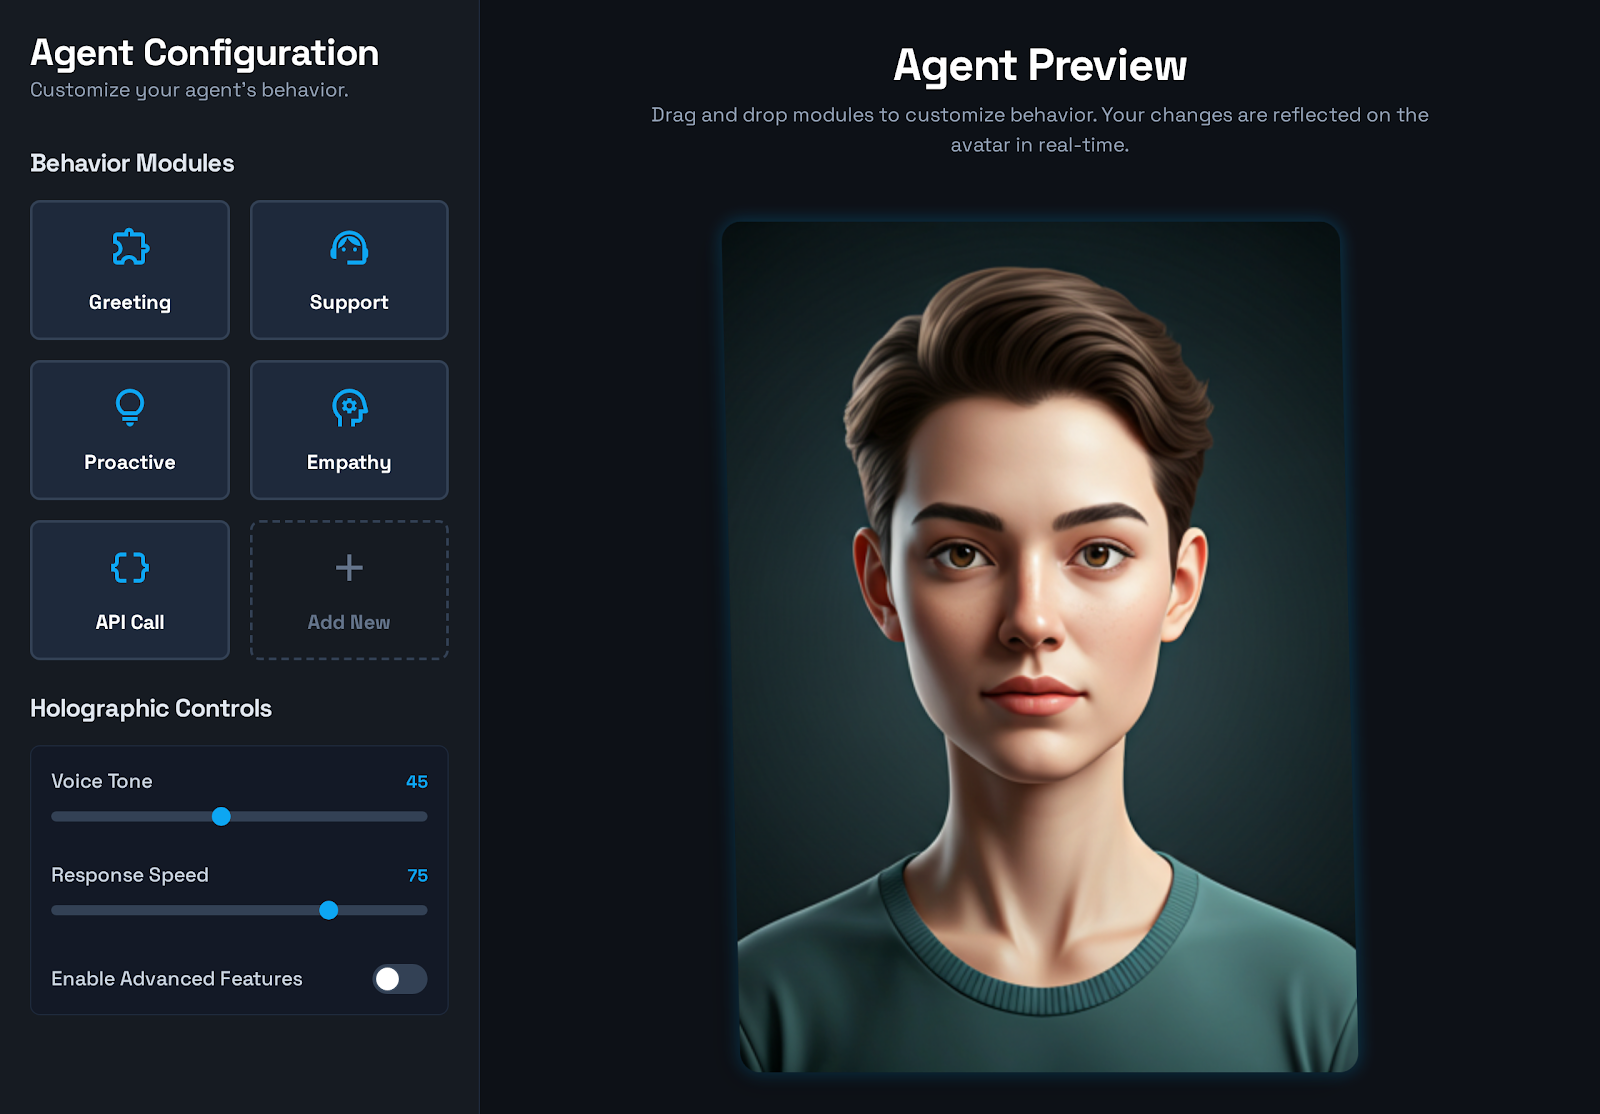 Agent Configuration
Customize your agent's behavior.
Behavior Modules
Greeting
Support
Proactive
Empathy
API Call
Add New
Holographic Controls
Voice Tone
45
Response Speed
75
Enable Advanced Features
Agent Preview
Drag and drop modules to customize behavior. Your changes are reflected on the
avatar in real-time.